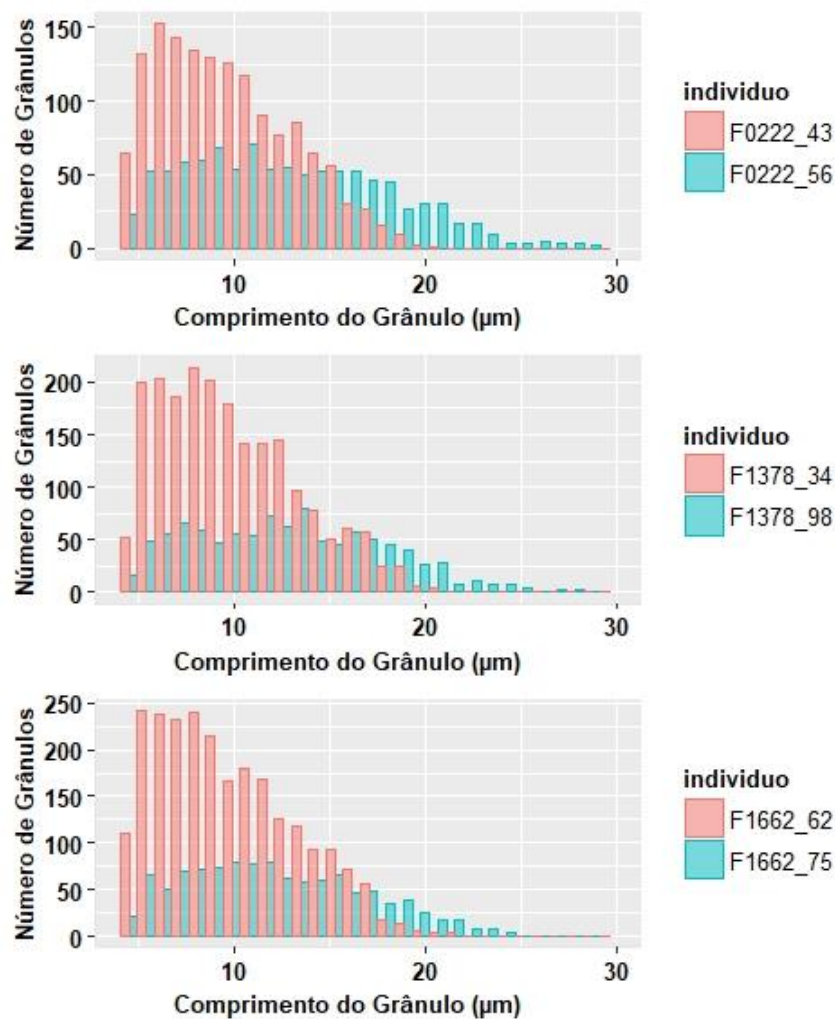 150
100
50
0
Número de Grânulos
10 20 30
Comprimento do Grânulo (µm)
individuo
F0222_43
F0222_56
200
150
100
50
0
Número de Grânulos
10 20 30
Comprimento do Grânulo (µm)
individuo
F1378_34
F1378_98
250
200
150
100
50
0
Número de Grânulos
10 20 30
Comprimento do Grânulo (µm)
individuo
F1662_62
F1662_75